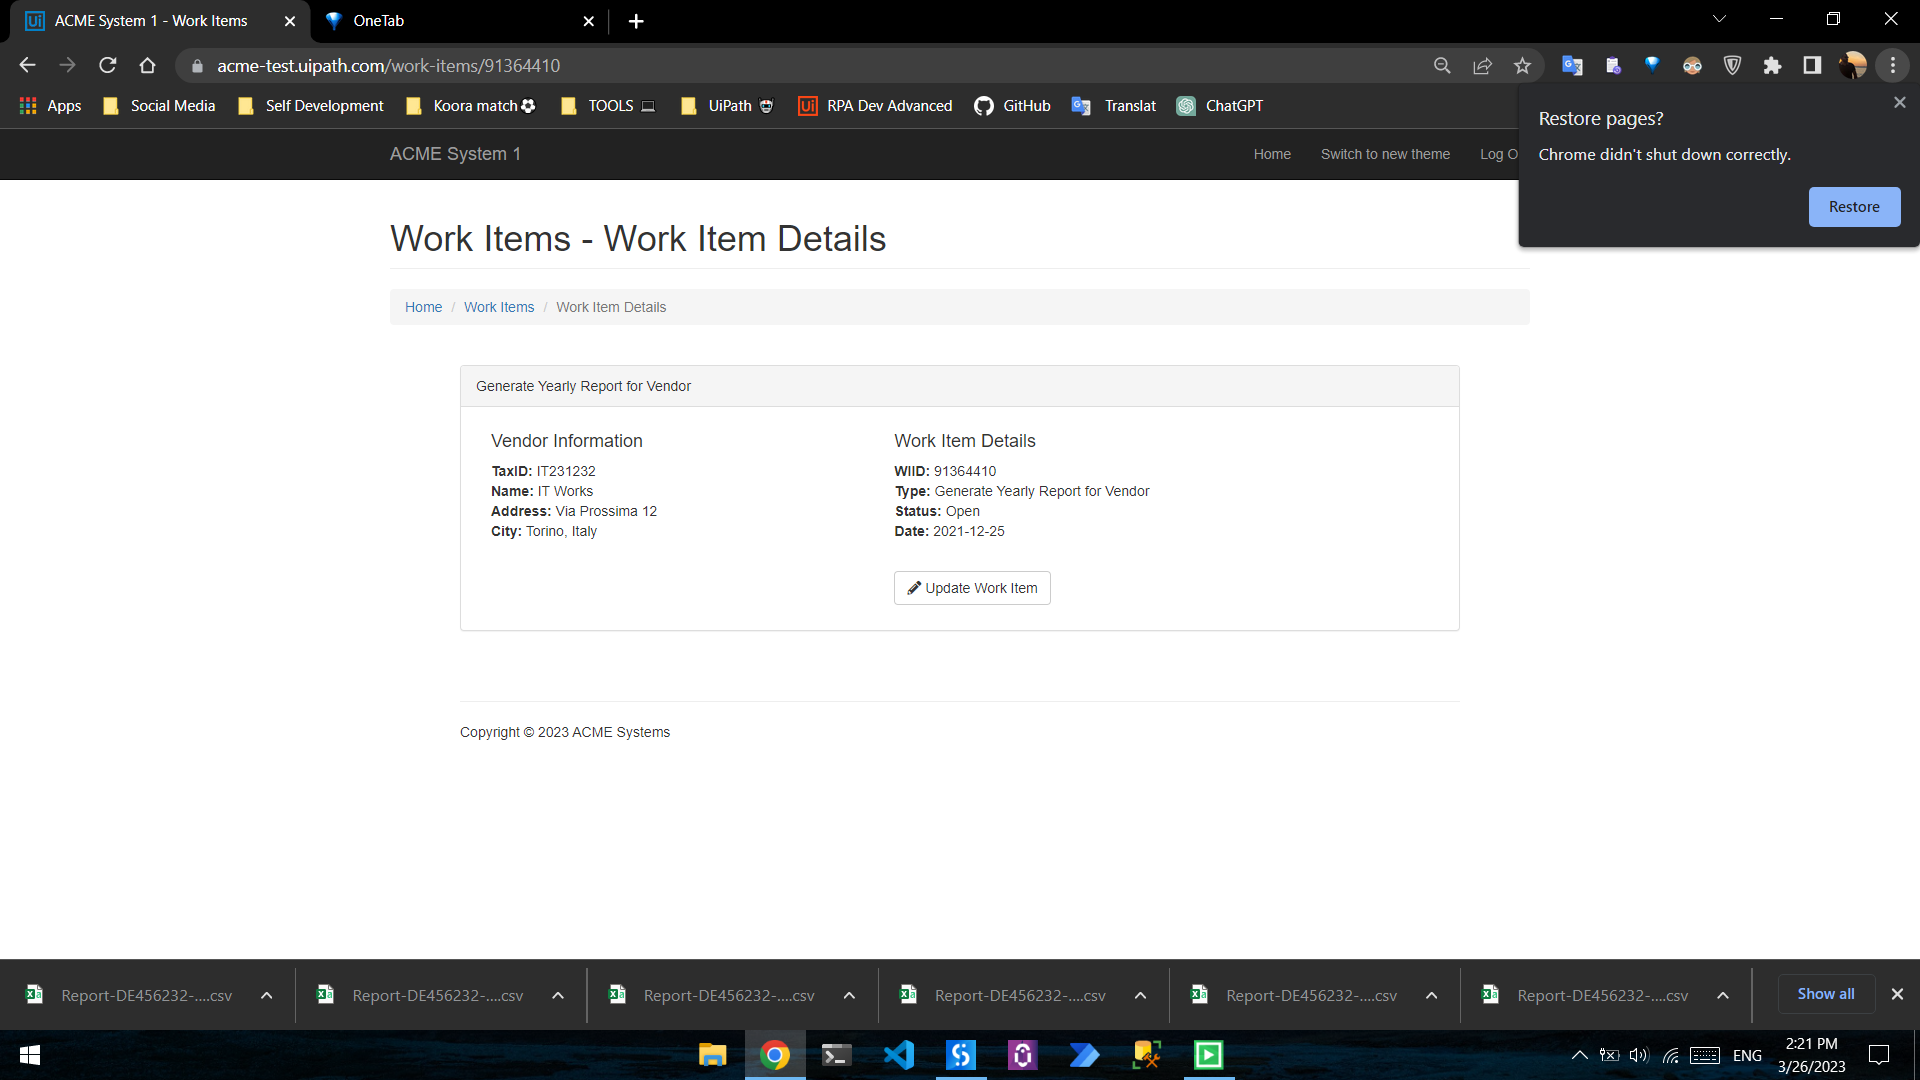 ACME System 1 - Work Items
OneTab
acme-test.uipath.com/work-items/91364410
Apps
Social Media
Self Development
Koora match⚽
TOOLS 💻
UiPath
RPA Dev Advanced
GitHub
Translat
ChatGPT
Restore pages?
Chrome didn't shut down correctly.
Restore
ACME System 1
Home
Switch to new theme
Log O
Work Items - Work Item Details
Home / Work Items / Work Item Details
Generate Yearly Report for Vendor
Vendor Information
TaxID: IT231232
Name: IT Works
Address: Via Prossima 12
City: Torino, Italy
Work Item Details
WIID: 91364410
Type: Generate Yearly Report for Vendor
Status: Open
Date: 2021-12-25
Update Work Item
Copyright © 2023 ACME Systems
Report-DE456232-....csv
Report-DE456232-....csv
Report-DE456232-....csv
Report-DE456232-....csv
Report-DE456232-....csv
Report-DE456232-....csv
Show all
ENG
2:21 PM
3/26/2023